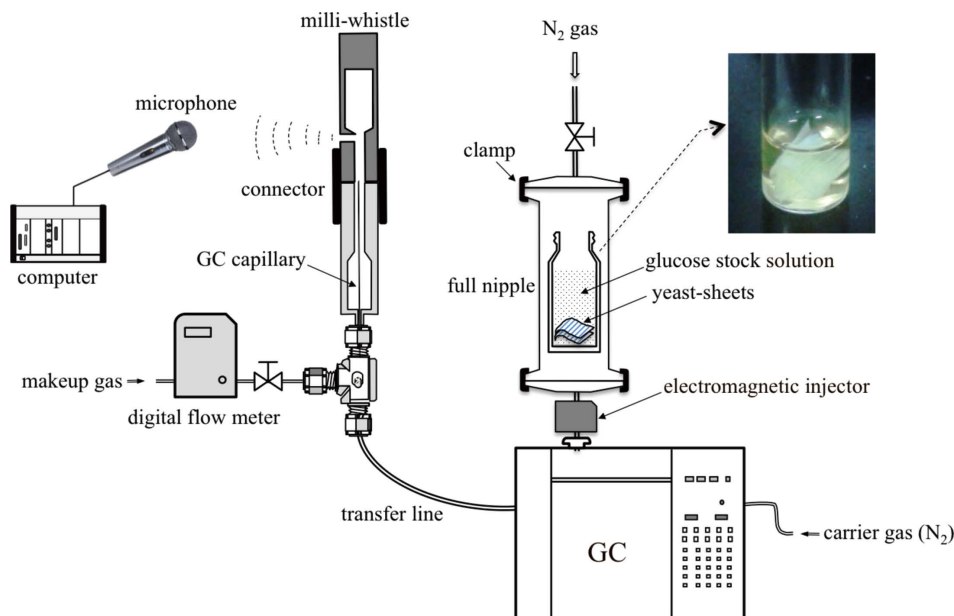 milli-whistle
N₂ gas
microphone
clamp
connector
computer
GC capillary
full nipple
glucose stock solution
yeast-sheets
makeup gas
digital flow meter
electromagnetic injector
transfer line
GC
carrier gas (N₂)